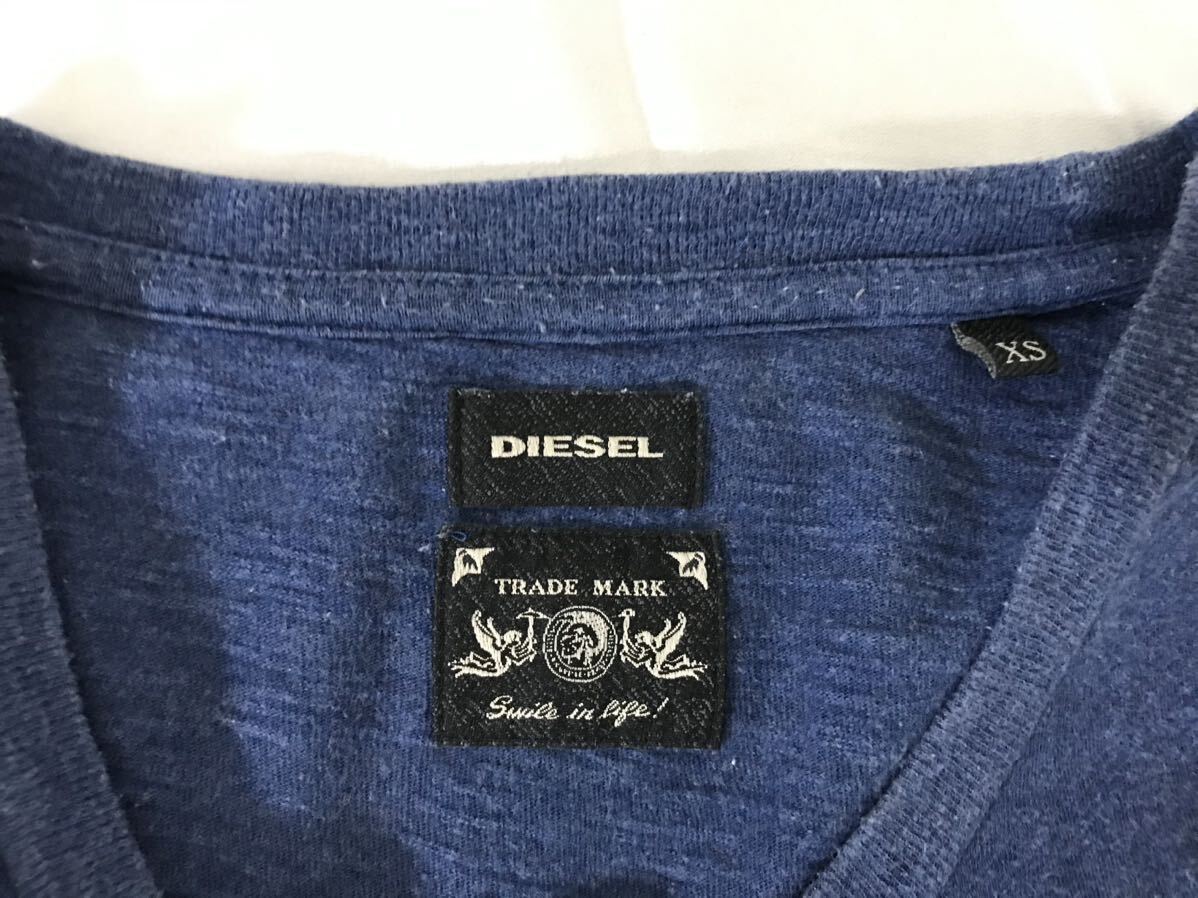 XS
DIESEL
TRADE MARK
Smile in life!